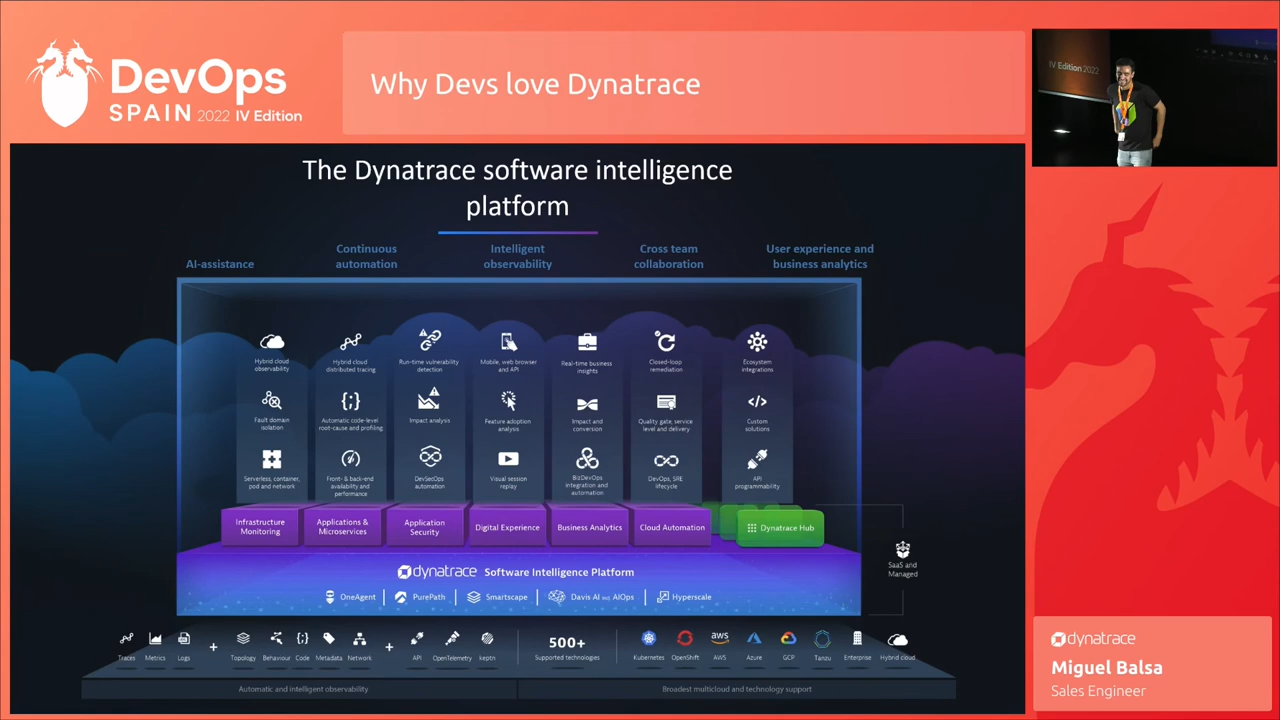 DevOps
SPAIN 2022 IV Edition
Why Devs love Dynatrace
IV Edition 2022
The Dynatrace software intelligence
platform
AI-assistance
Continuous
automation
Intelligent
observability
Cross team
collaboration
User experience and
business analytics
Hybrid cloud
observability
Hybrid cloud
distributed tracing
Run-time vulnerability
detection
Mobile, web browser
and API
Real-time business
insights
Closed-loop
remediation
Ecosystem
integrations
Fault domain
isolation
Automatic code-level
root-cause and profiling
Impact analysis
Feature adoption
analysis
Impact and
conversion
Quality gate, service
level and delivery
Custom
solutions
Serverless, container,
pod and network
Front- & back-end
availability and
performance
DevSecOps
automation
Visual session
replay
BizDevOps
integration and
automation
DevOps, SRE
lifecycle
API
programmability
Infrastructure
Monitoring
Applications &
Microservices
Application
Security
Digital Experience
Business Analytics
Cloud Automation
Dynatrace Hub
dynatrace Software Intelligence Platform
OneAgent | PurePath | Smartscape | Davis AI incl. AIOps | Hyperscale
SaaS and
Managed
Traces Metrics Logs + Topology Behaviour Code Metadata Network + API OpenTelemetry keptn
500+
Supported technologies
aws
Kubernetes OpenShift AWS Azure GCP Tanzu Enterprise Hybrid cloud
Automatic and intelligent observability
Broadest multicloud and technology support
dynatrace
Miguel Balsa
Sales Engineer